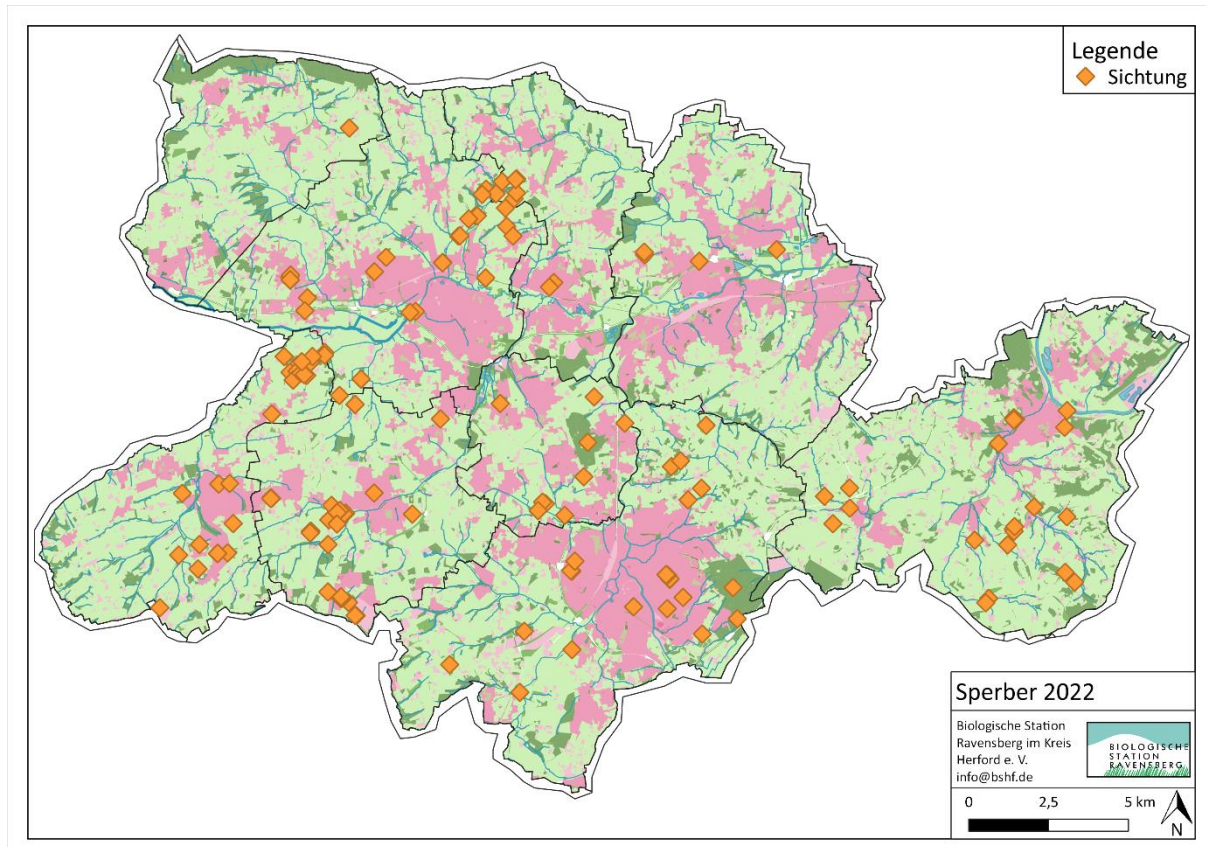 Legende
Sichtung
Sperber 2022
Biologische Station
Ravensberg im Kreis
Herford e. V.
info@bshf.de
BIOLOGISCHE
STATION
RAVENSBERG
0 2,5 5 km
N